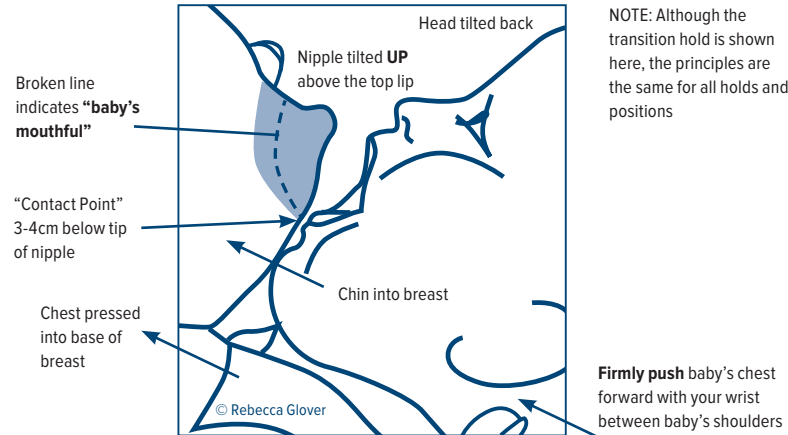 Head tilted back
Nipple tilted UP
above the top lip
NOTE: Although the
transition hold is shown
here, the principles are
the same for all holds and
positions
Broken line
indicates “baby’s
mouthful”
“Contact Point”
3-4cm below tip
of nipple
Chin into breast
Chest pressed
into base of
breast
Firmly push baby’s chest
forward with your wrist
between baby’s shoulders
© Rebecca Glover